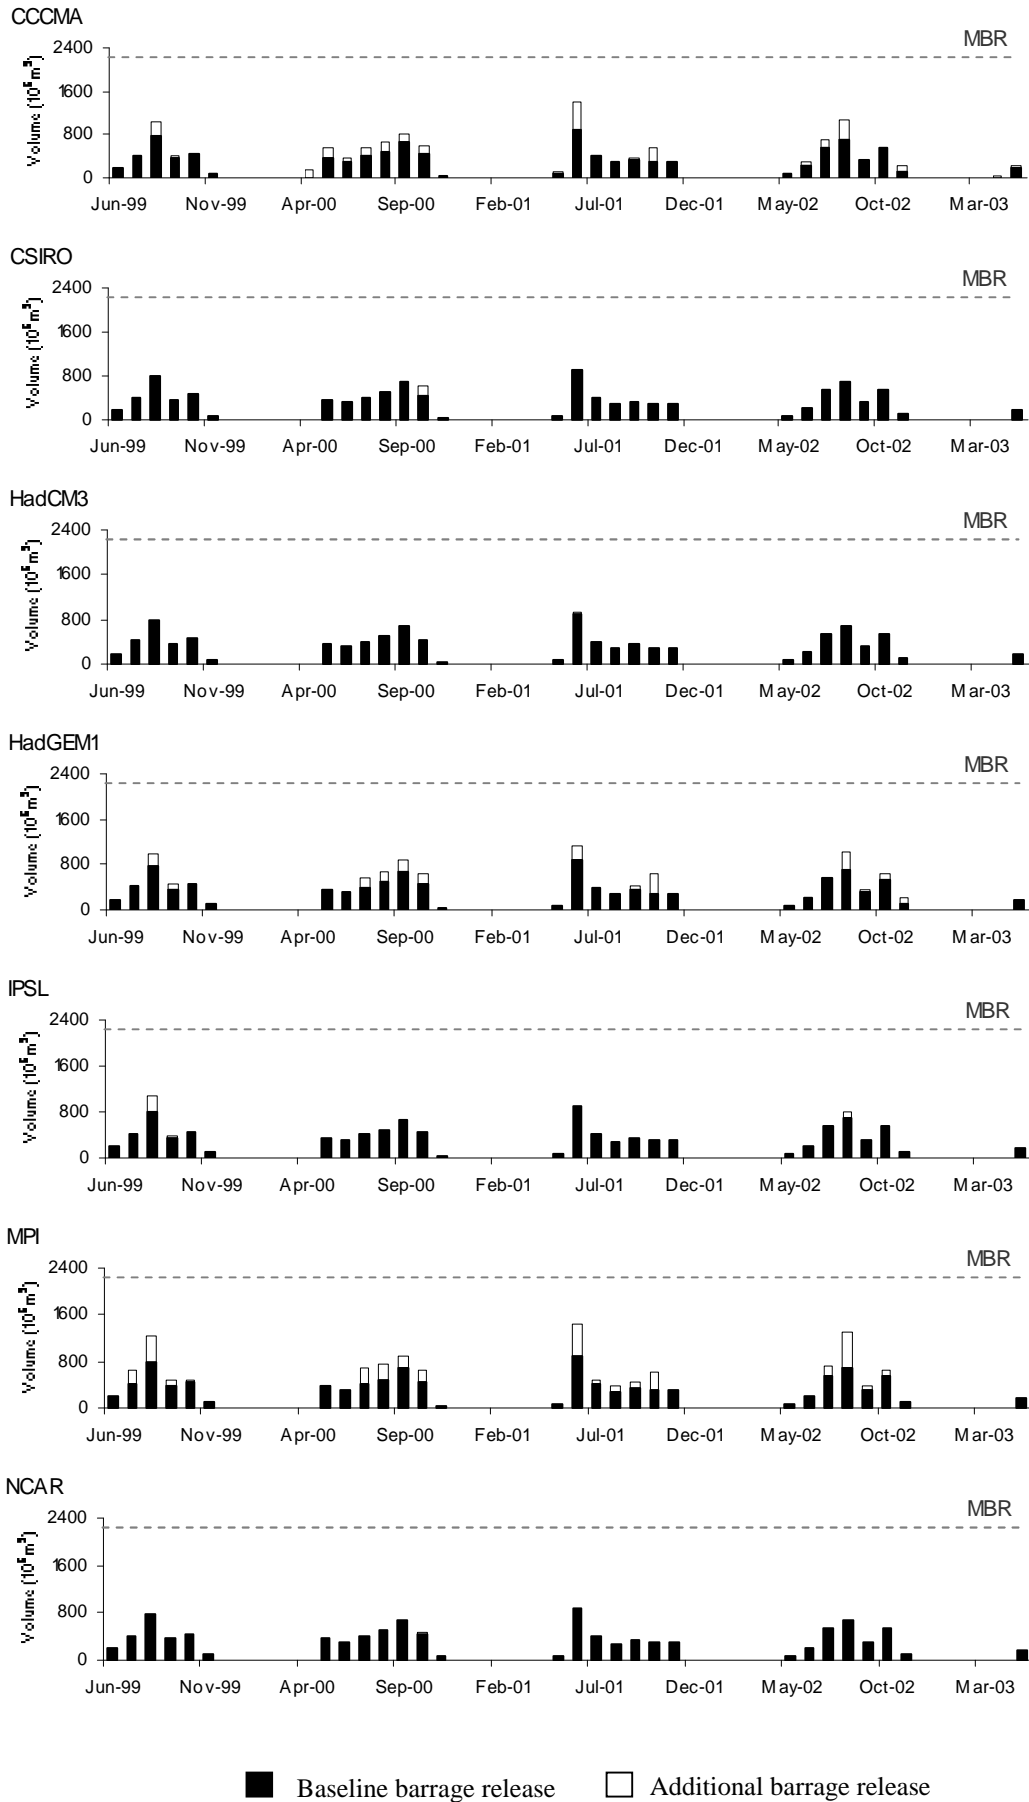 CCCMA
MBR
2400
1600
800
0
Volume (10⁶m³)
Jun-99 Nov-99 Apr-00 Sep-00 Feb-01 Jul-01 Dec-01 May-02 Oct-02 Mar-03
CSIRO
MBR
2400
1600
800
0
Volume (10⁶m³)
Jun-99 Nov-99 Apr-00 Sep-00 Feb-01 Jul-01 Dec-01 May-02 Oct-02 Mar-03
HadCM3
MBR
2400
1600
800
0
Volume (10⁶m³)
Jun-99 Nov-99 Apr-00 Sep-00 Feb-01 Jul-01 Dec-01 May-02 Oct-02 Mar-03
HadGEM1
MBR
2400
1600
800
0
Volume (10⁶m³)
Jun-99 Nov-99 Apr-00 Sep-00 Feb-01 Jul-01 Dec-01 May-02 Oct-02 Mar-03
IPSL
MBR
2400
1600
800
0
Volume (10⁶m³)
Jun-99 Nov-99 Apr-00 Sep-00 Feb-01 Jul-01 Dec-01 May-02 Oct-02 Mar-03
MPI
MBR
2400
1600
800
0
Volume (10⁶m³)
Jun-99 Nov-99 Apr-00 Sep-00 Feb-01 Jul-01 Dec-01 May-02 Oct-02 Mar-03
NCAR
MBR
2400
1600
800
0
Volume (10⁶m³)
Jun-99 Nov-99 Apr-00 Sep-00 Feb-01 Jul-01 Dec-01 May-02 Oct-02 Mar-03
Baseline barrage release Additional barrage release